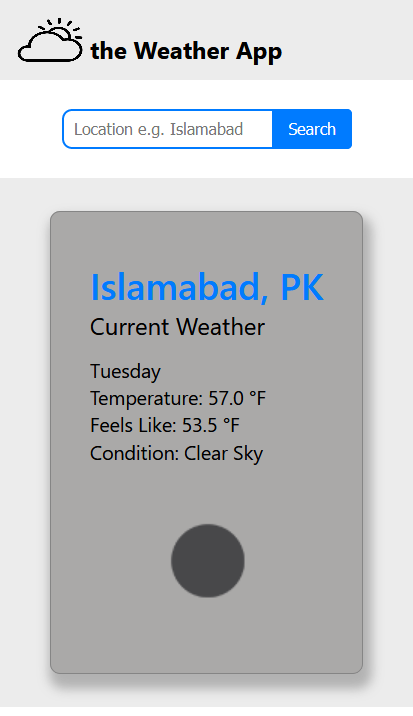 the Weather App
Location e.g. Islamabad
Search
Islamabad, PK
Current Weather
Tuesday
Temperature: 57.0 °F
Feels Like: 53.5 °F
Condition: Clear Sky